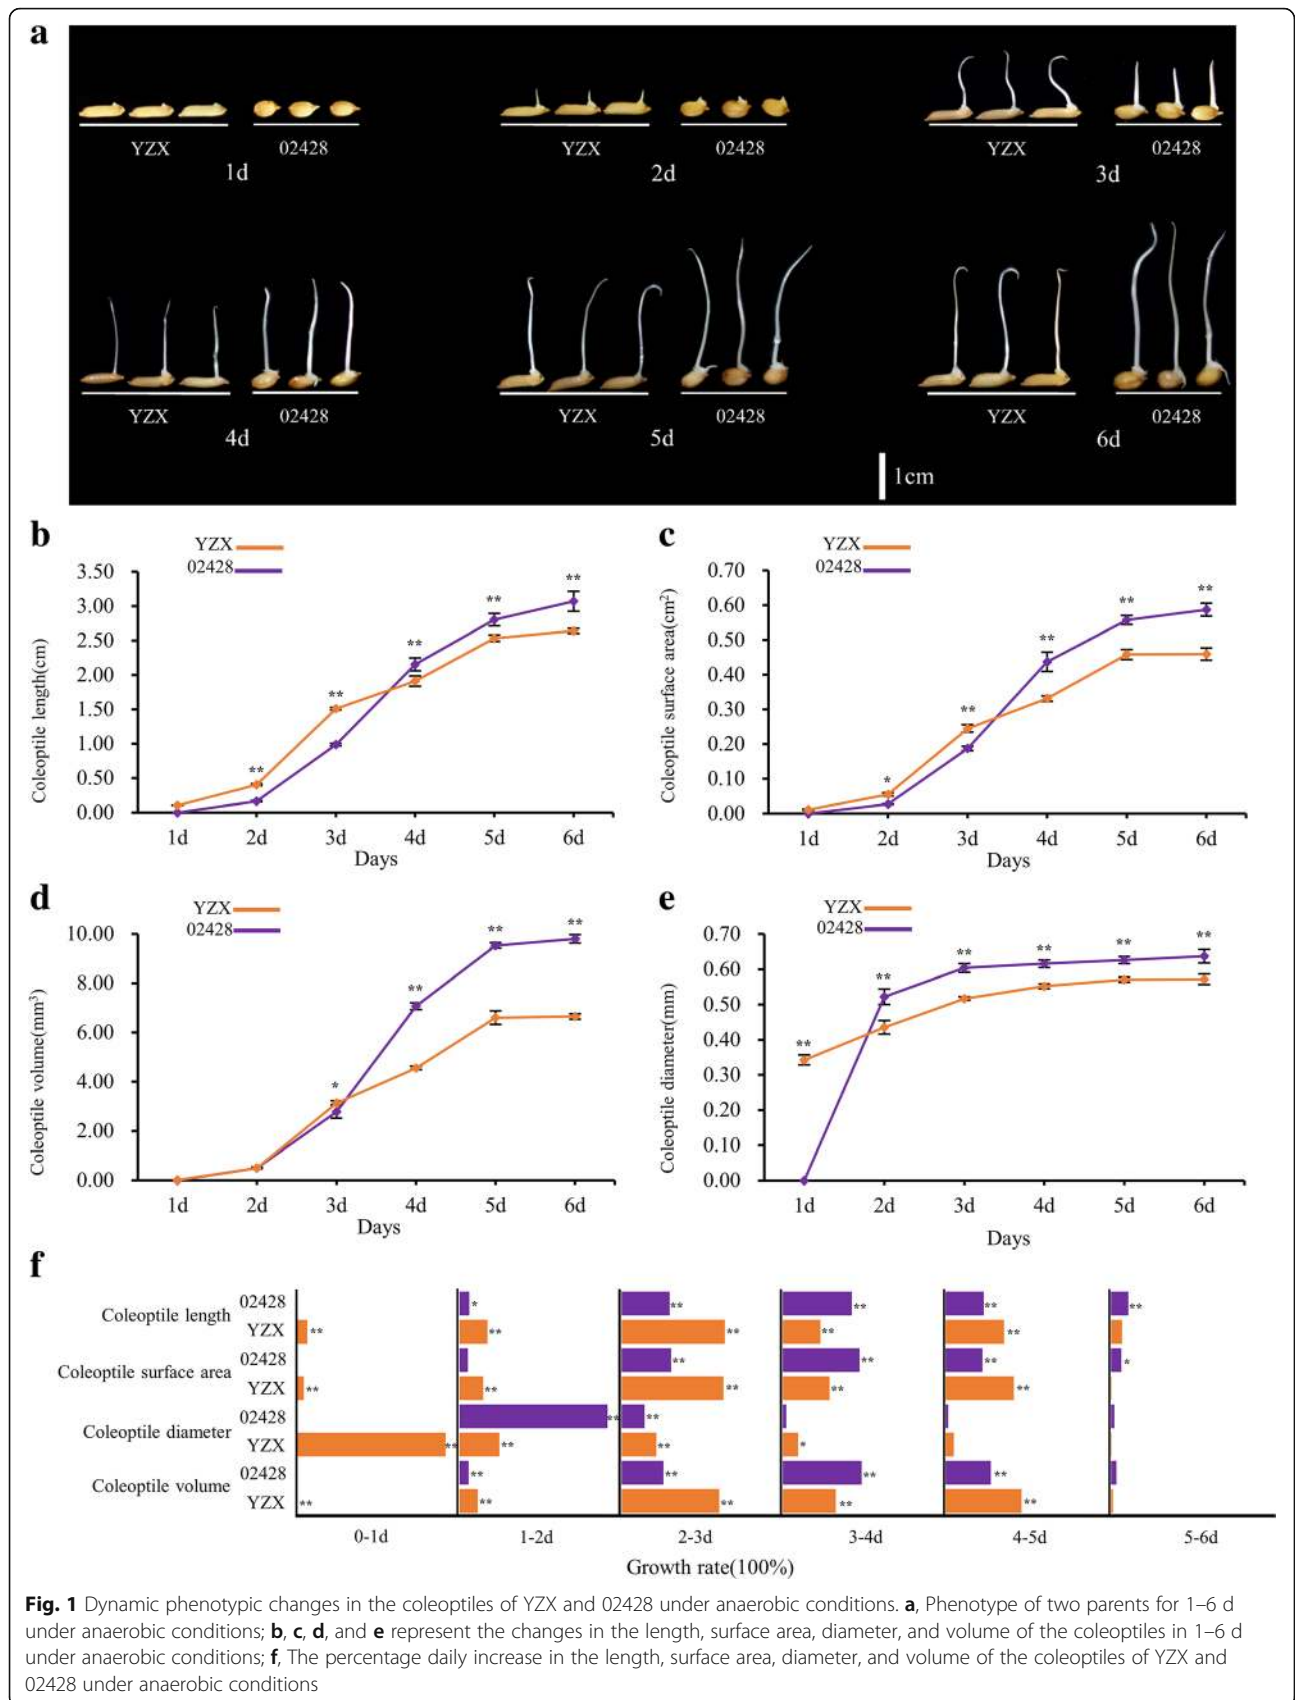 a
YZX 02428
1d
YZX 02428
2d
YZX 02428
3d
YZX 02428
4d
YZX 02428
5d
YZX 02428
6d
1cm
b
YZX
02428
Coleoptile length(cm)
3.50
3.00
2.50
2.00
1.50
1.00
0.50
0.00
** ** ** ** **
1d 2d 3d 4d 5d 6d
Days
c
YZX
02428
Coleoptile surface area(cm²)
0.70
0.60
0.50
0.40
0.30
0.20
0.10
0.00
* ** ** ** **
1d 2d 3d 4d 5d 6d
Days
d
YZX
02428
Coleoptile volume(mm³)
10.00
8.00
6.00
4.00
2.00
0.00
* ** ** **
1d 2d 3d 4d 5d 6d
Days
e
YZX
02428
Coleoptile diameter(mm)
0.70
0.60
0.50
0.40
0.30
0.20
0.10
0.00
** ** ** ** ** **
1d 2d 3d 4d 5d 6d
Days
f
Coleoptile length
02428 * ** ** ** **
YZX ** ** ** ** **
Coleoptile surface area
02428 ** ** ** *
YZX ** ** ** ** **
Coleoptile diameter
02428 ** **
YZX ** ** ** *
Coleoptile volume
02428 ** ** ** **
YZX ** ** ** ** **
0-1d 1-2d 2-3d 3-4d 4-5d 5-6d
Growth rate(100%)
Fig. 1 Dynamic phenotypic changes in the coleoptiles of YZX and 02428 under anaerobic conditions. a, Phenotype of two parents for 1–6 d
under anaerobic conditions; b, c, d, and e represent the changes in the length, surface area, diameter, and volume of the coleoptiles in 1–6 d
under anaerobic conditions; f, The percentage daily increase in the length, surface area, diameter, and volume of the coleoptiles of YZX and
02428 under anaerobic conditions